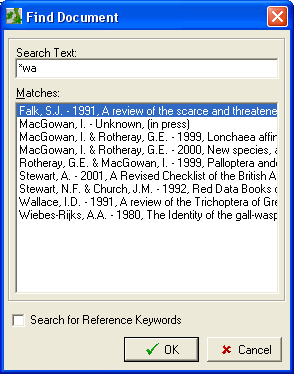 Find Document
Search Text:
*wa
Matches:
Falk, S.J. - 1991, A review of the scarce and threatene
MacGowan, I. - Unknown, (in press)
MacGowan, I. & Rotheray, G.E. - 1999, Lonchaea affin
MacGowan, I. & Rotheray, G.E. - 2000, New species, a
Rotheray, G.E. & MacGowan, I. - 1999, Palloptera and
Stewart, A. - 2001, A Revised Checklist of the British A
Stewart, N.F. & Church, J.M. - 1992, Red Data Books o
Wallace, I.D. - 1991, A review of the Trichoptera of Gre
Wiebes-Rijks, A.A. - 1980, The Identity of the gall-wasp
Search for Reference Keywords
OK Cancel